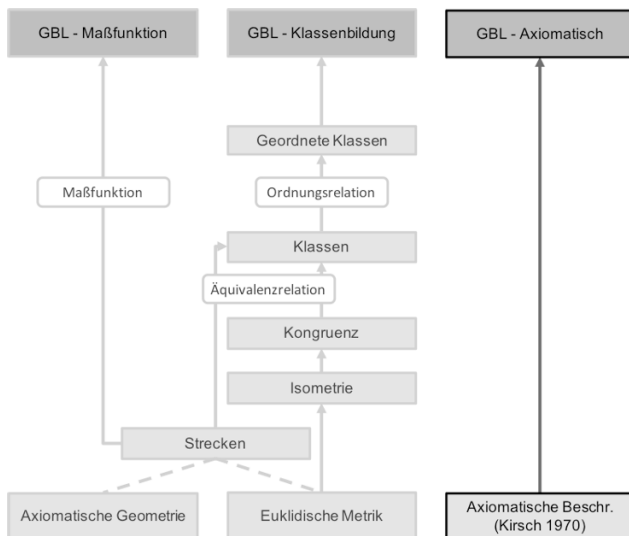 GBL - Maßfunktion
GBL - Klassenbildung
GBL - Axiomatisch
Geordnete Klassen
Maßfunktion
Ordnungsrelation
Klassen
Äquivalenzrelation
Kongruenz
Isometrie
Strecken
Axiomatische Geometrie
Euklidische Metrik
Axiomatische Beschr.
(Kirsch 1970)